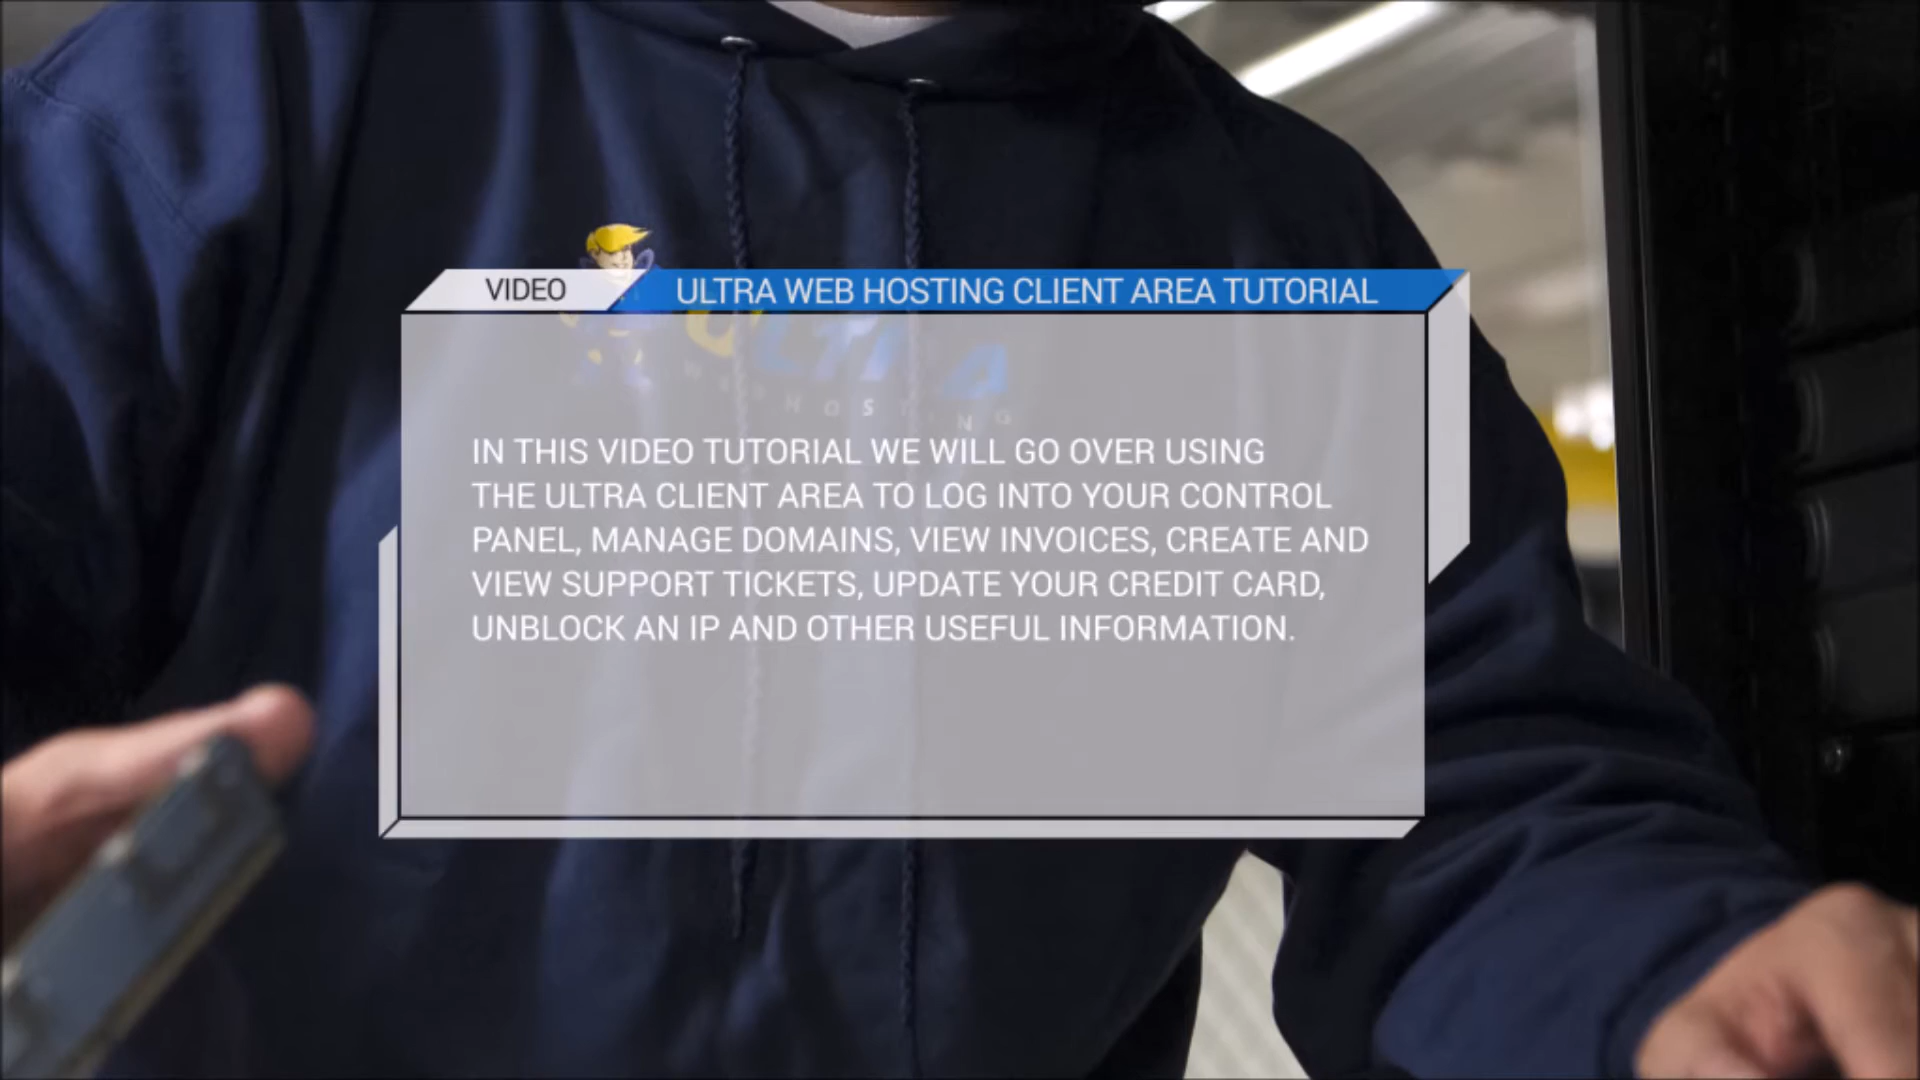 VIDEO
ULTRA WEB HOSTING CLIENT AREA TUTORIAL
ULTRA
HOSTING
IN THIS VIDEO TUTORIAL WE WILL GO OVER USING
THE ULTRA CLIENT AREA TO LOG INTO YOUR CONTROL
PANEL, MANAGE DOMAINS, VIEW INVOICES, CREATE AND
VIEW SUPPORT TICKETS, UPDATE YOUR CREDIT CARD,
UNBLOCK AN IP AND OTHER USEFUL INFORMATION.